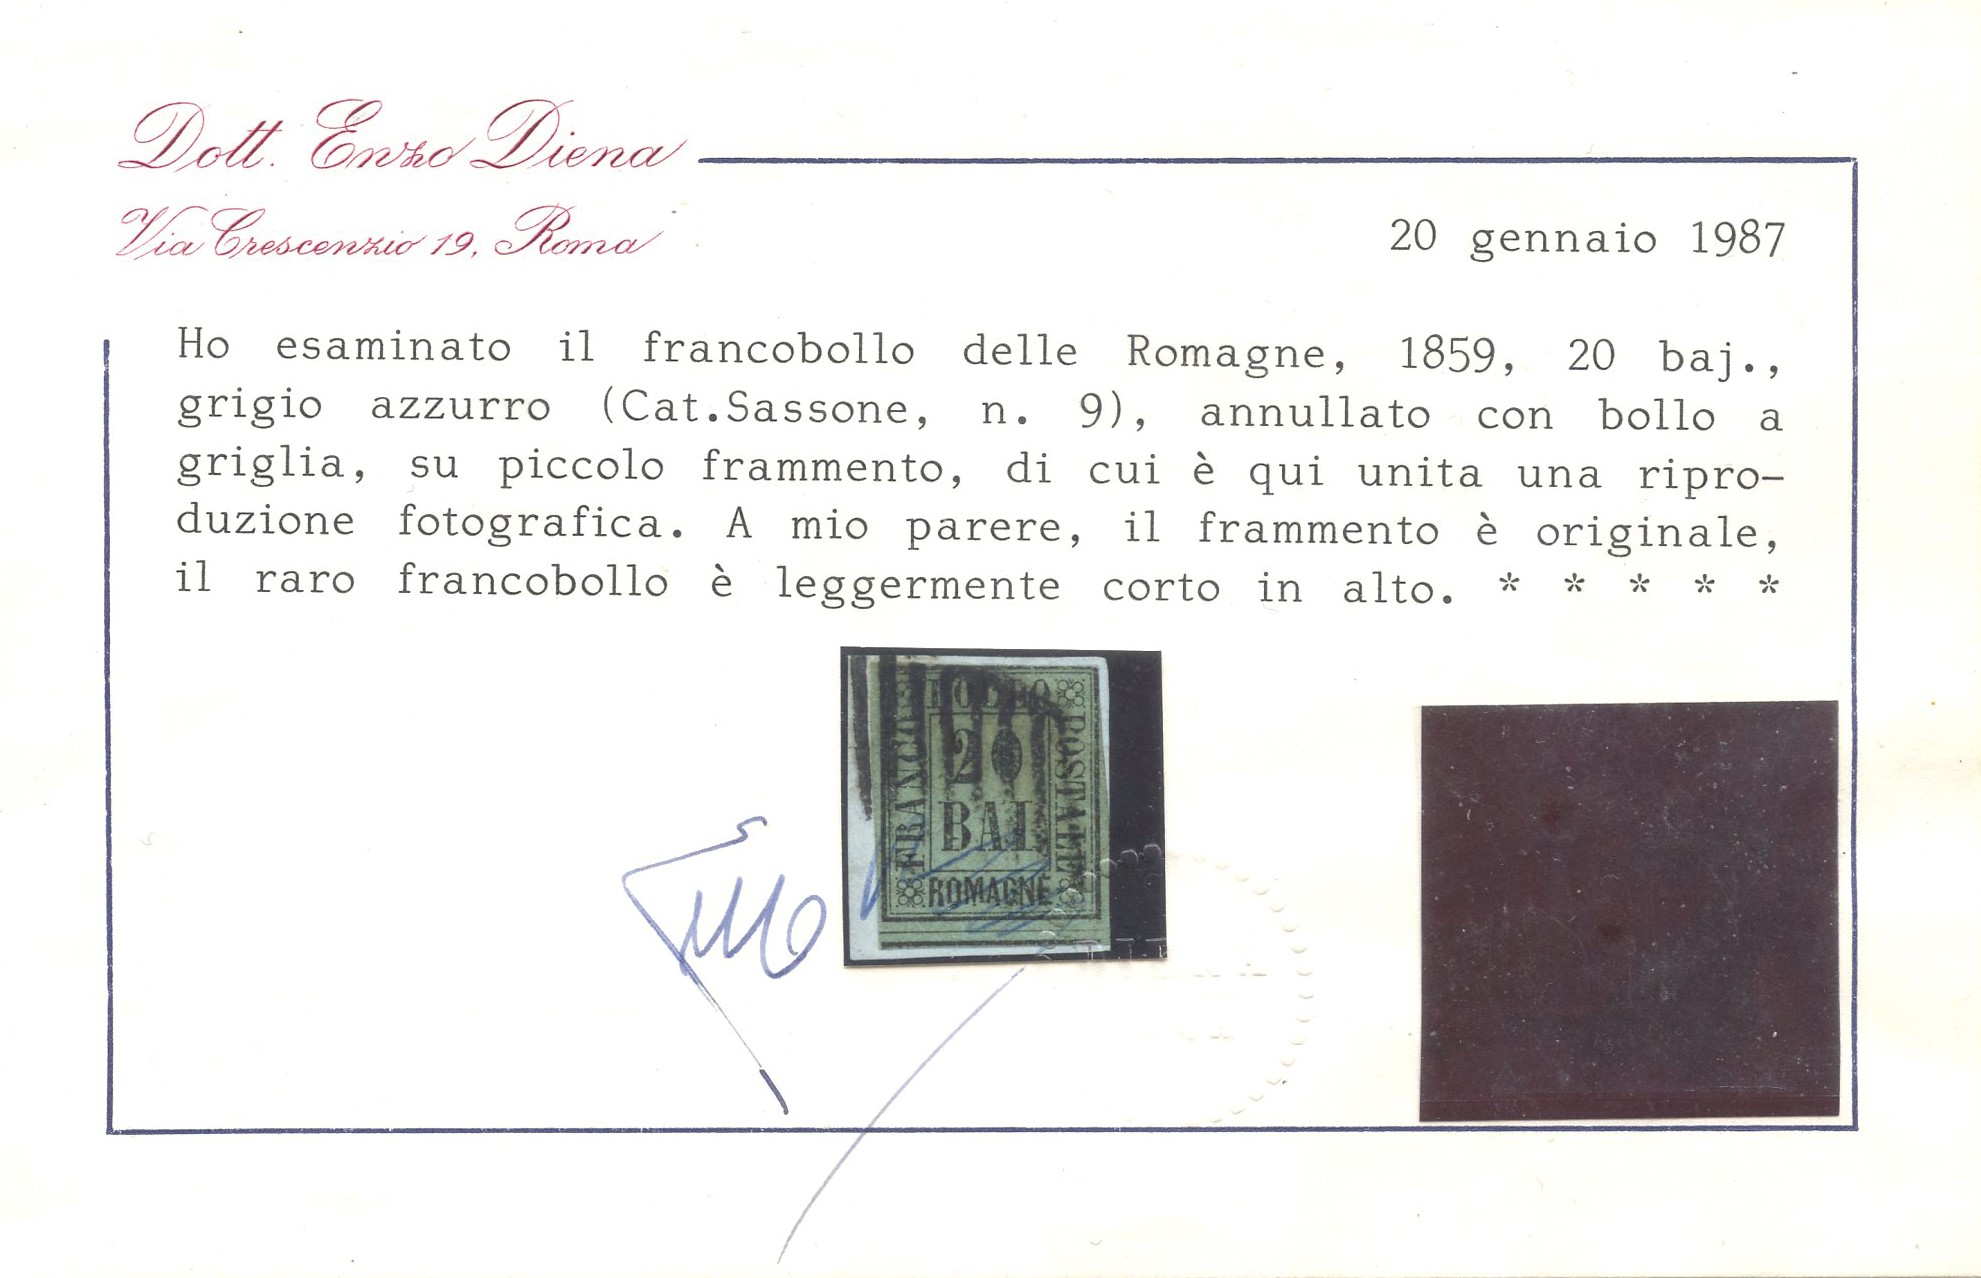 Dott. Enzo Diena
Via Crescenzio 19, Roma
20 gennaio 1987
Ho esaminato il francobollo delle Romagne, 1859, 20 baj.,
grigio azzurro (Cat.Sassone, n. 9), annullato con bollo a
griglia, su piccolo frammento, di cui è qui unita una ripro-
duzione fotografica. A mio parere, il frammento è originale,
il raro francobollo è leggermente corto in alto. * * * * *
FRANCO
POSTALE
20
BAI
ROMAGNE